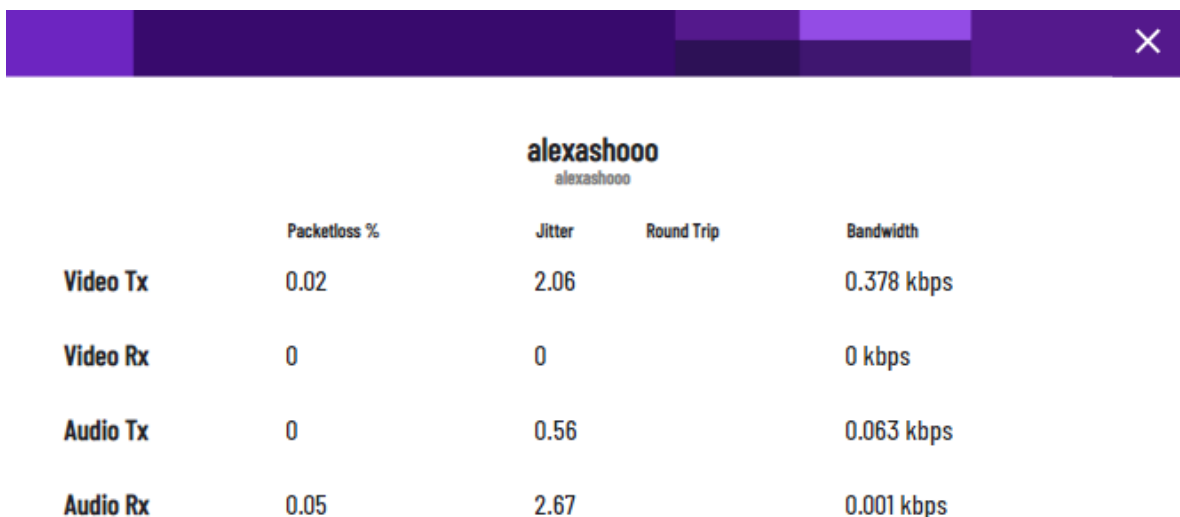 alexashooo
alexashooo
Packetloss % Jitter Round Trip Bandwidth
Video Tx 0.02 2.06 0.378 kbps
Video Rx 0 0 0 kbps
Audio Tx 0 0.56 0.063 kbps
Audio Rx 0.05 2.67 0.001 kbps